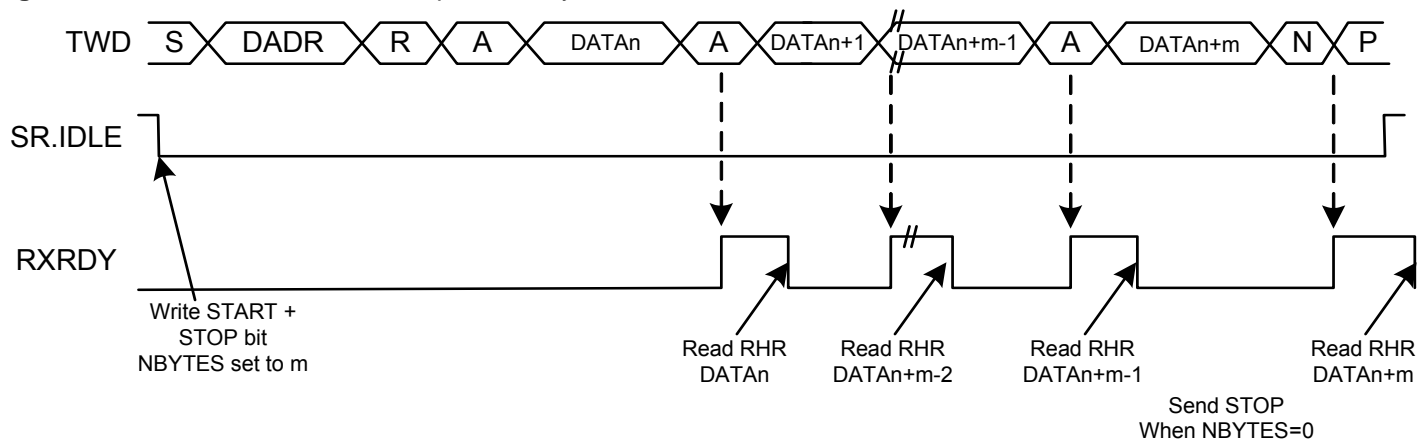 TWD S DADR R A DATAn A DATAn+1 DATAn+m-1 A DATAn+m N P
SR.IDLE
RXRDY
Write START +
STOP bit
NBYTES set to m
Read RHR
DATAn
Read RHR
DATAn+m-2
Read RHR
DATAn+m-1
Read RHR
DATAn+m
Send STOP
When NBYTES=0